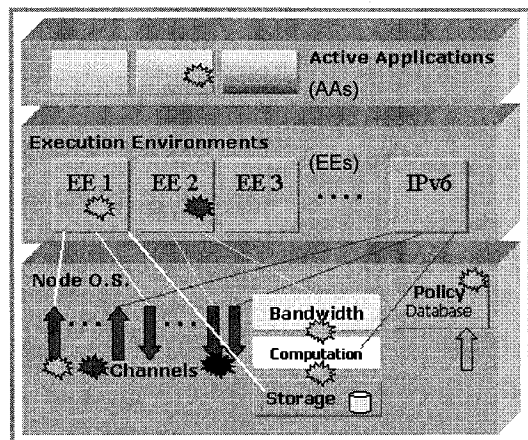 Active Applications
(AAs)
Execution Environments
(EEs)
EE 1
EE 2
EE 3
....
IPv6
Node O.S.
Policy
Database
Bandwidth
... ...
Computation
Channels
Storage